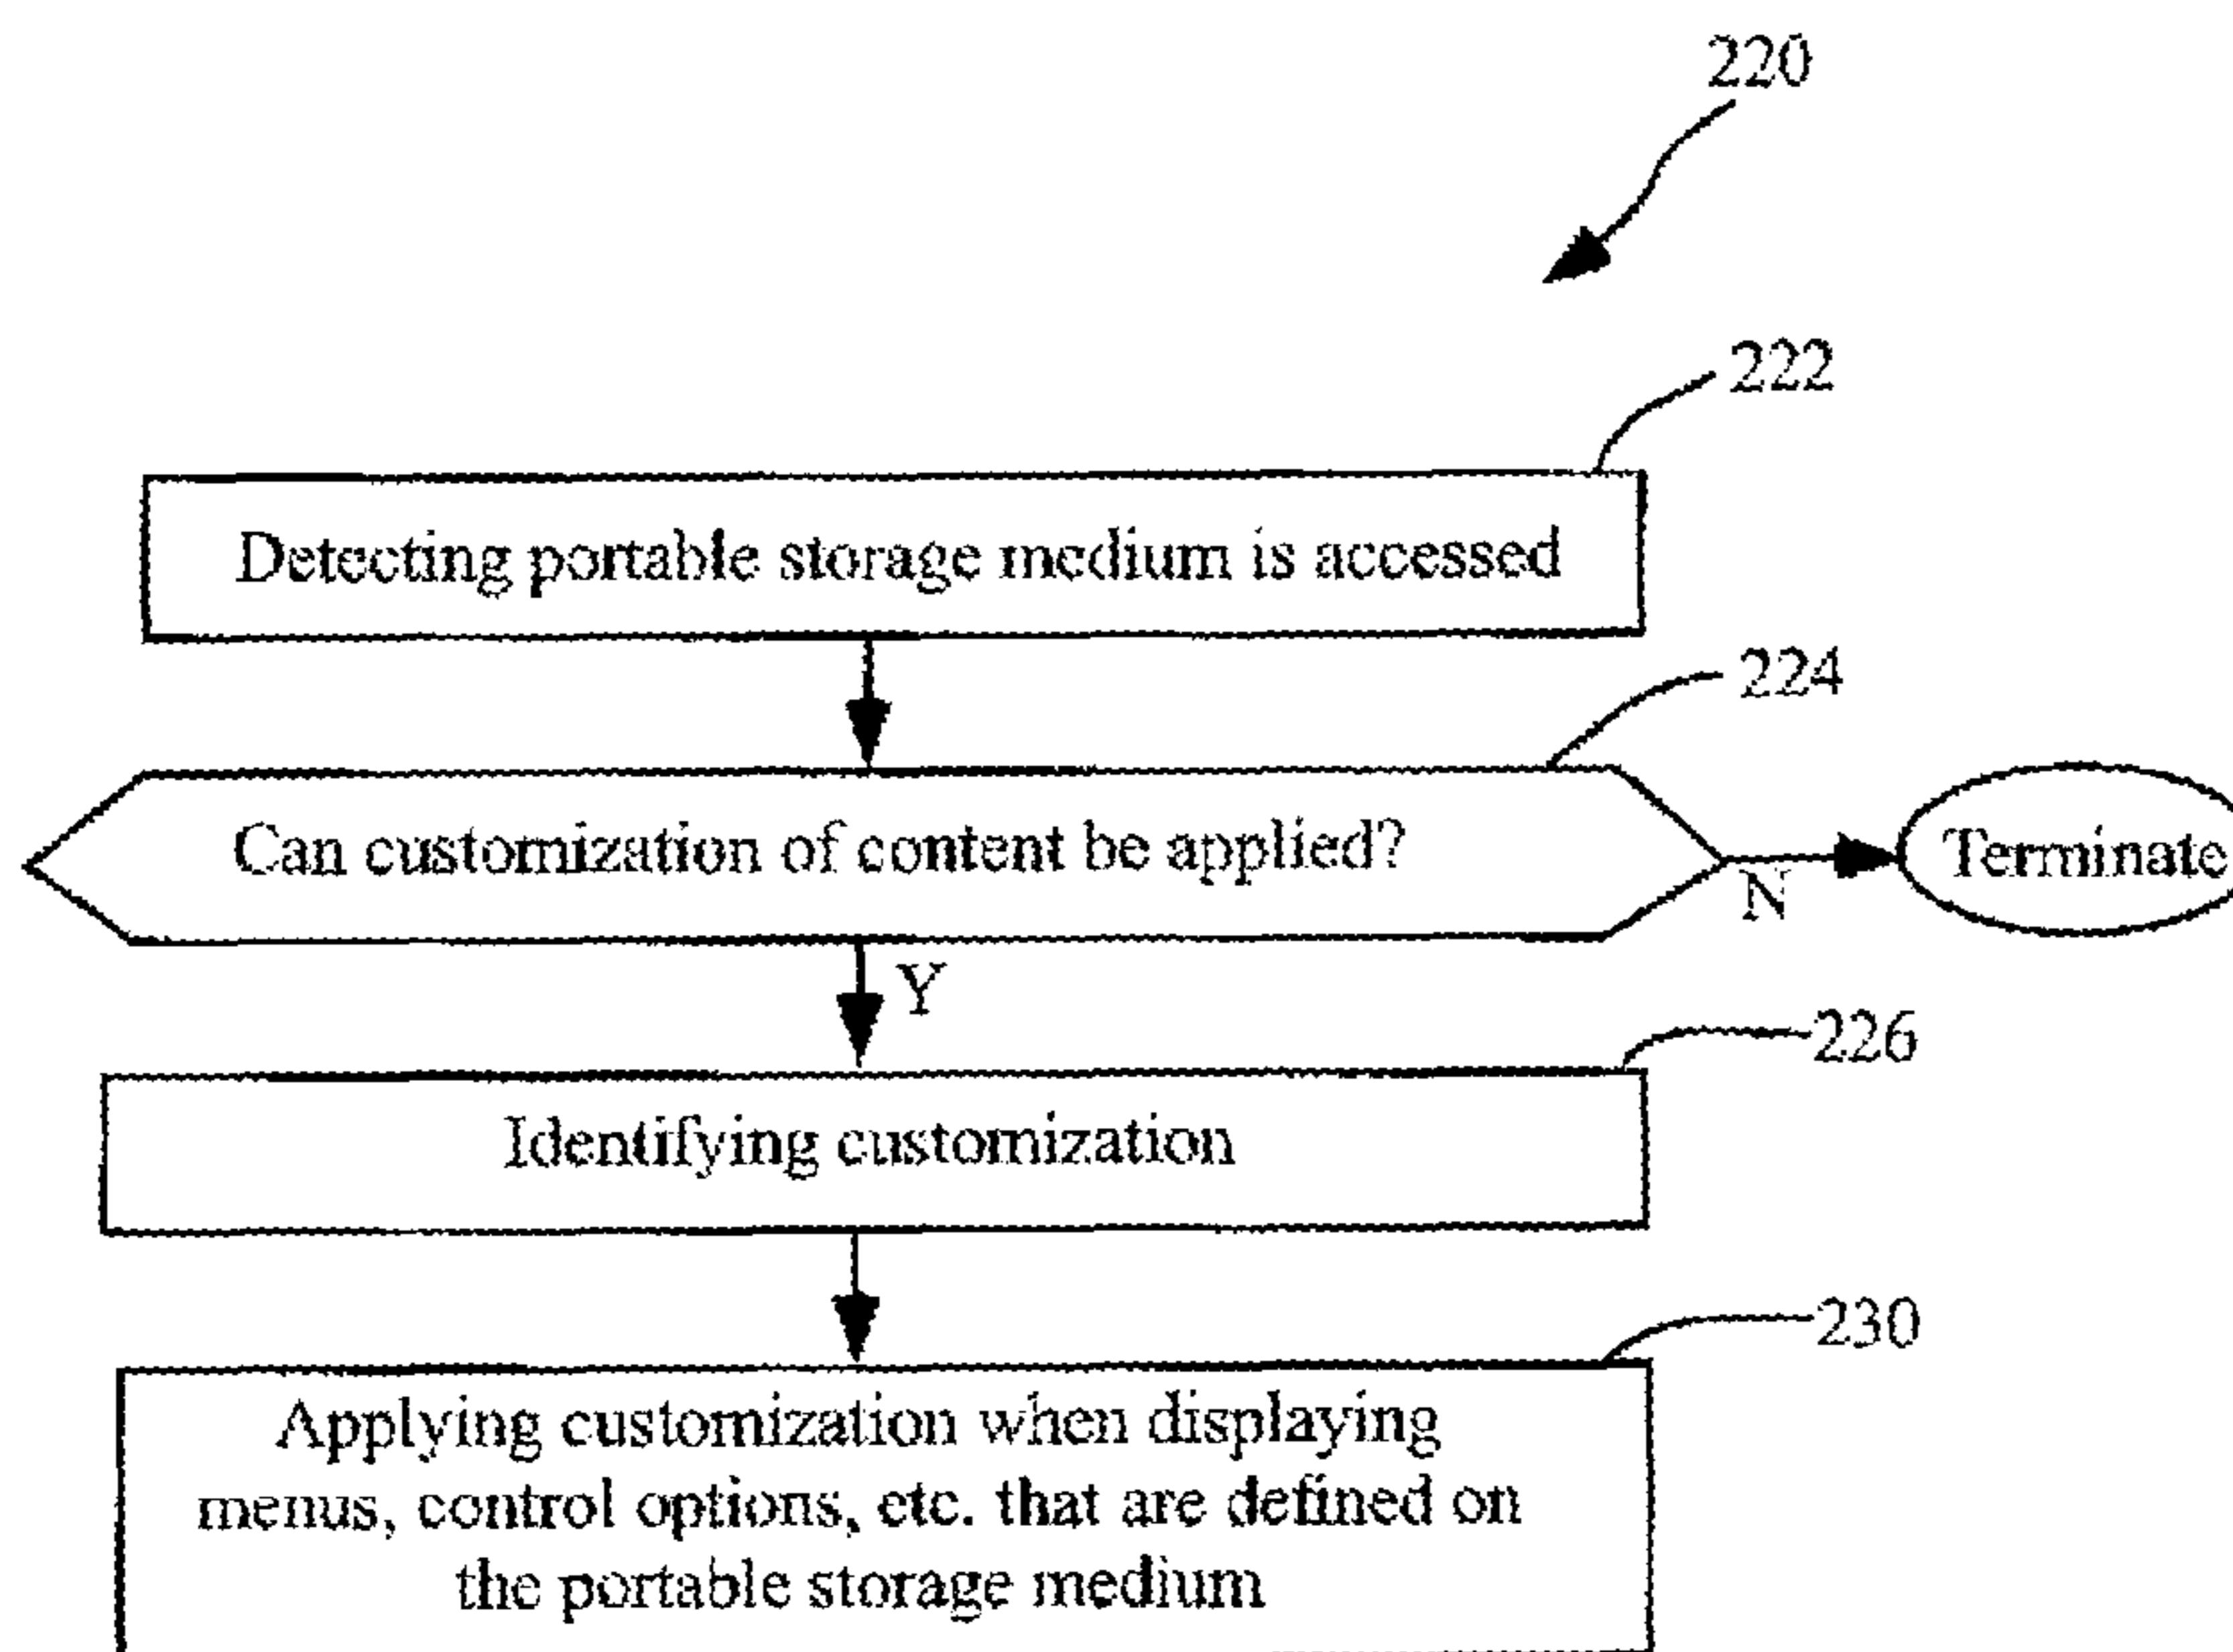 220
222
Detecting portable storage medium is accessed
224
Can customization of content be applied?
Terminate
N
Y
226
Identifying customization
230
Applying customization when displaying
menus, control options, etc. that are defined on
the portable storage medium